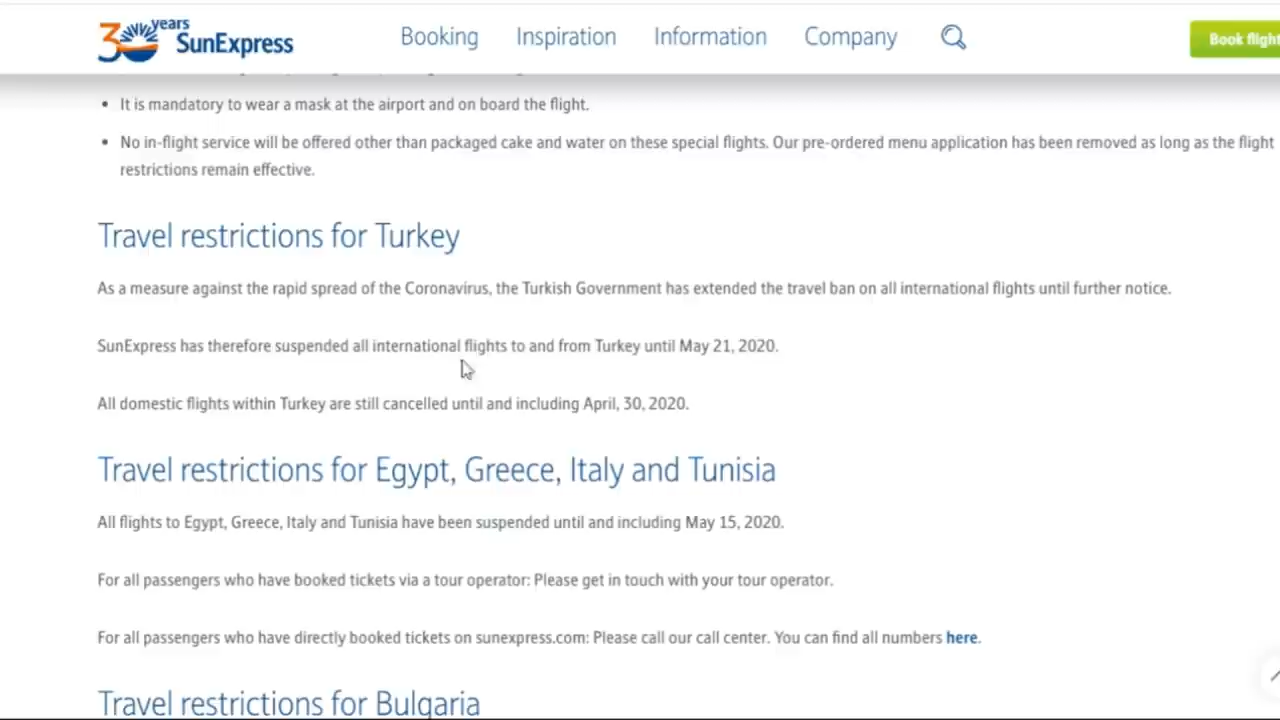 30 years SunExpress
Booking Inspiration Information Company
Book flight
It is mandatory to wear a mask at the airport and on board the flight.
No in-flight service will be offered other than packaged cake and water on these special flights. Our pre-ordered menu application has been removed as long as the flight
restrictions remain effective.
Travel restrictions for Turkey
As a measure against the rapid spread of the Coronavirus, the Turkish Government has extended the travel ban on all international flights until further notice.
SunExpress has therefore suspended all international flights to and from Turkey until May 21, 2020.
All domestic flights within Turkey are still cancelled until and including April, 30, 2020.
Travel restrictions for Egypt, Greece, Italy and Tunisia
All flights to Egypt, Greece, Italy and Tunisia have been suspended until and including May 15, 2020.
For all passengers who have booked tickets via a tour operator: Please get in touch with your tour operator.
For all passengers who have directly booked tickets on sunexpress.com: Please call our call center. You can find all numbers here.
Travel restrictions for Bulgaria